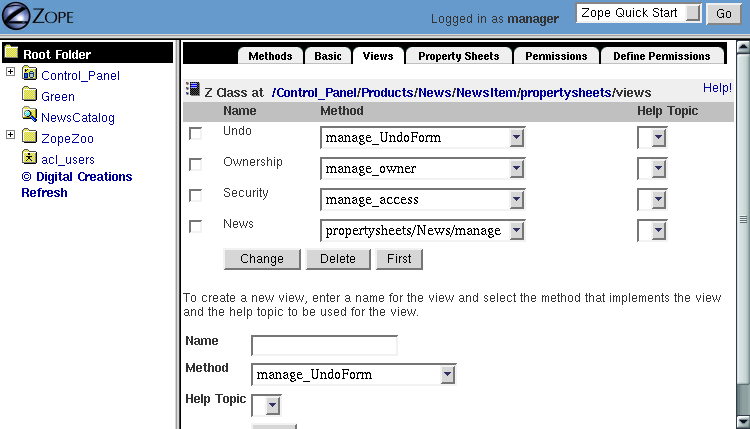 ZOPE
Logged in as manager
Zope Quick Start
Go
Root Folder
Control_Panel
Green
NewsCatalog
ZopeZoo
acl_users
© Digital Creations
Refresh
Methods Basic Views Property Sheets Permissions Define Permissions
Z Class at /Control_Panel/Products/News/NewsItem/propertysheets/views
Help!
Name Method Help Topic
Undo manage_UndoForm
Ownership manage_owner
Security manage_access
News propertysheets/News/manage
Change Delete First
To create a new view, enter a name for the view and select the method that implements the view
and the help topic to be used for the view.
Name
Method manage_UndoForm
Help Topic